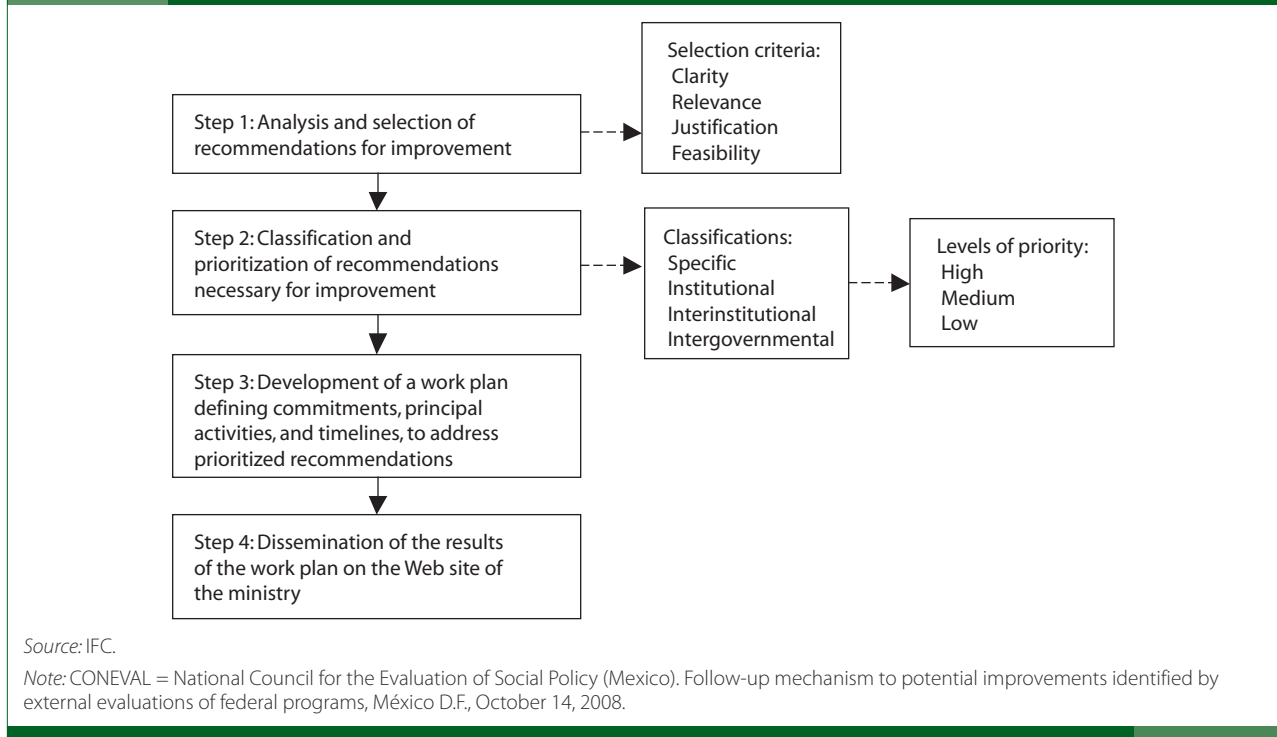 Selection criteria:
Clarity
Relevance
Justification
Feasibility
Step 1: Analysis and selection of
recommendations for improvement
Step 2: Classification and
prioritization of recommendations
necessary for improvement
Classifications:
Specific
Institutional
Interinstitutional
Intergovernmental
Levels of priority:
High
Medium
Low
Step 3: Development of a work plan
defining commitments, principal
activities, and timelines, to address
prioritized recommendations
Step 4: Dissemination of the results
of the work plan on the Web site of
the ministry
Source: IFC.
Note: CONEVAL = National Council for the Evaluation of Social Policy (Mexico). Follow-up mechanism to potential improvements identified by
external evaluations of federal programs, México D.F., October 14, 2008.